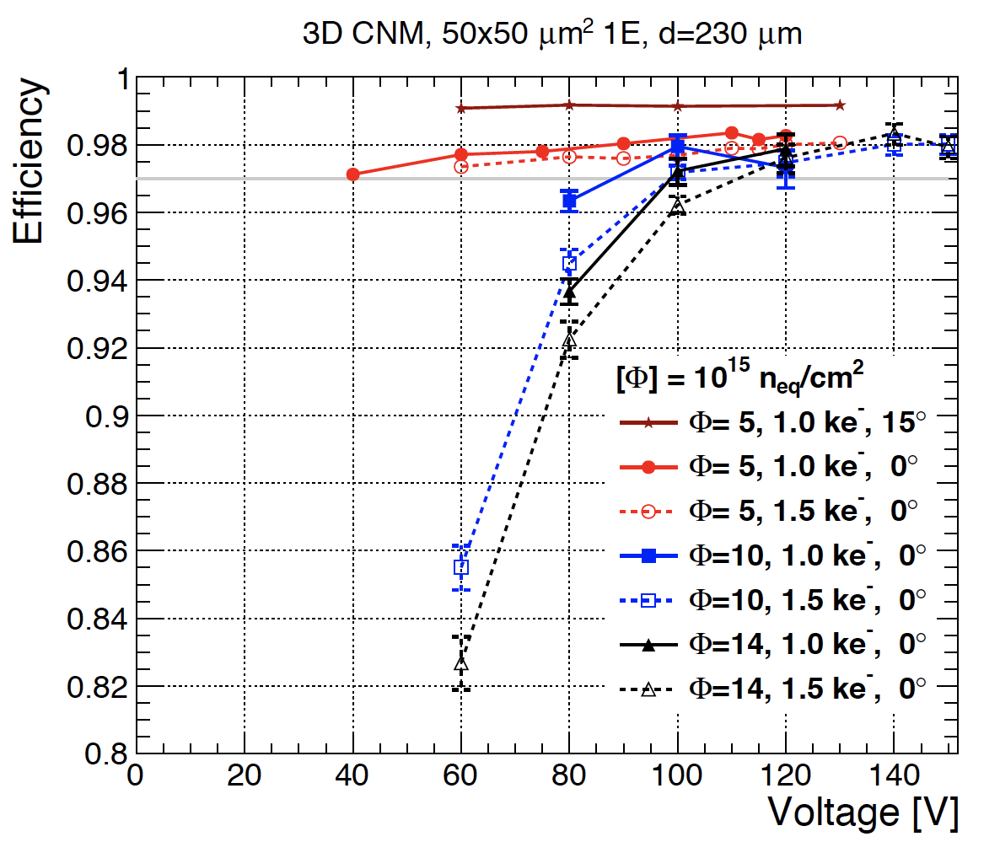 3D CNM, 50x50 μm² 1E, d=230 μm
Efficiency
1
0.98
0.96
0.94
0.92
0.9
0.88
0.86
0.84
0.82
0.8
[Φ] = 10¹⁵ n_eq/cm²
Φ= 5, 1.0 ke⁻, 15°
Φ= 5, 1.0 ke⁻, 0°
Φ= 5, 1.5 ke⁻, 0°
Φ=10, 1.0 ke⁻, 0°
Φ=10, 1.5 ke⁻, 0°
Φ=14, 1.0 ke⁻, 0°
Φ=14, 1.5 ke⁻, 0°
0 20 40 60 80 100 120 140
Voltage [V]